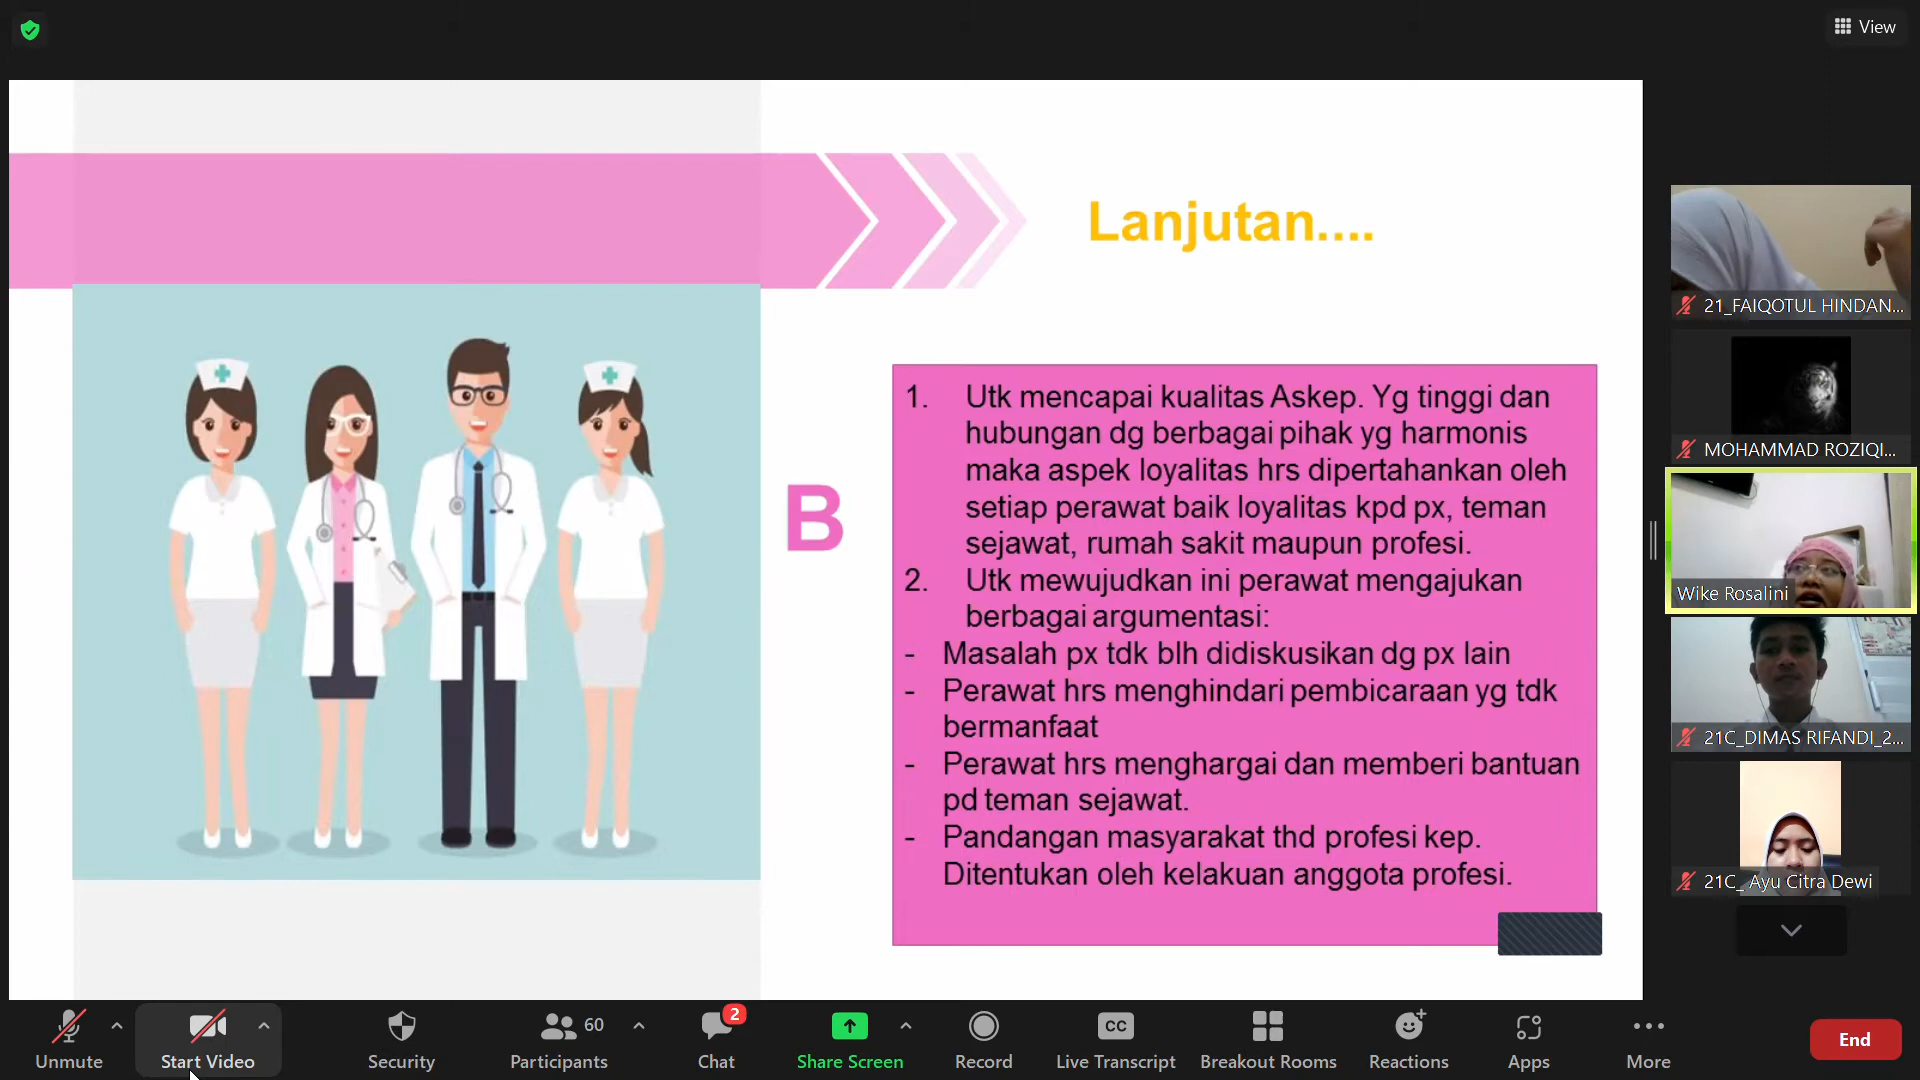 View
Lanjutan....
B
1. Utk mencapai kualitas Askep. Yg tinggi dan
hubungan dg berbagai pihak yg harmonis
maka aspek loyalitas hrs dipertahankan oleh
setiap perawat baik loyalitas kpd px, teman
sejawat, rumah sakit maupun profesi.
2. Utk mewujudkan ini perawat mengajukan
berbagai argumentasi:
- Masalah px tdk blh didiskusikan dg px lain
- Perawat hrs menghindari pembicaraan yg tdk
bermanfaat
- Perawat hrs menghargai dan memberi bantuan
pd teman sejawat.
- Pandangan masyarakat thd profesi kep.
Ditentukan oleh kelakuan anggota profesi.
21_FAIQOTUL HINDAN...
MOHAMMAD ROZIQI...
Wike Rosalini
21C_DIMAS RIFANDI_2...
21C_ Ayu Citra Dewi
Unmute
Start Video
Security
60
Participants
2
Chat
Share Screen
Record
CC
Live Transcript
Breakout Rooms
Reactions
Apps
More
End